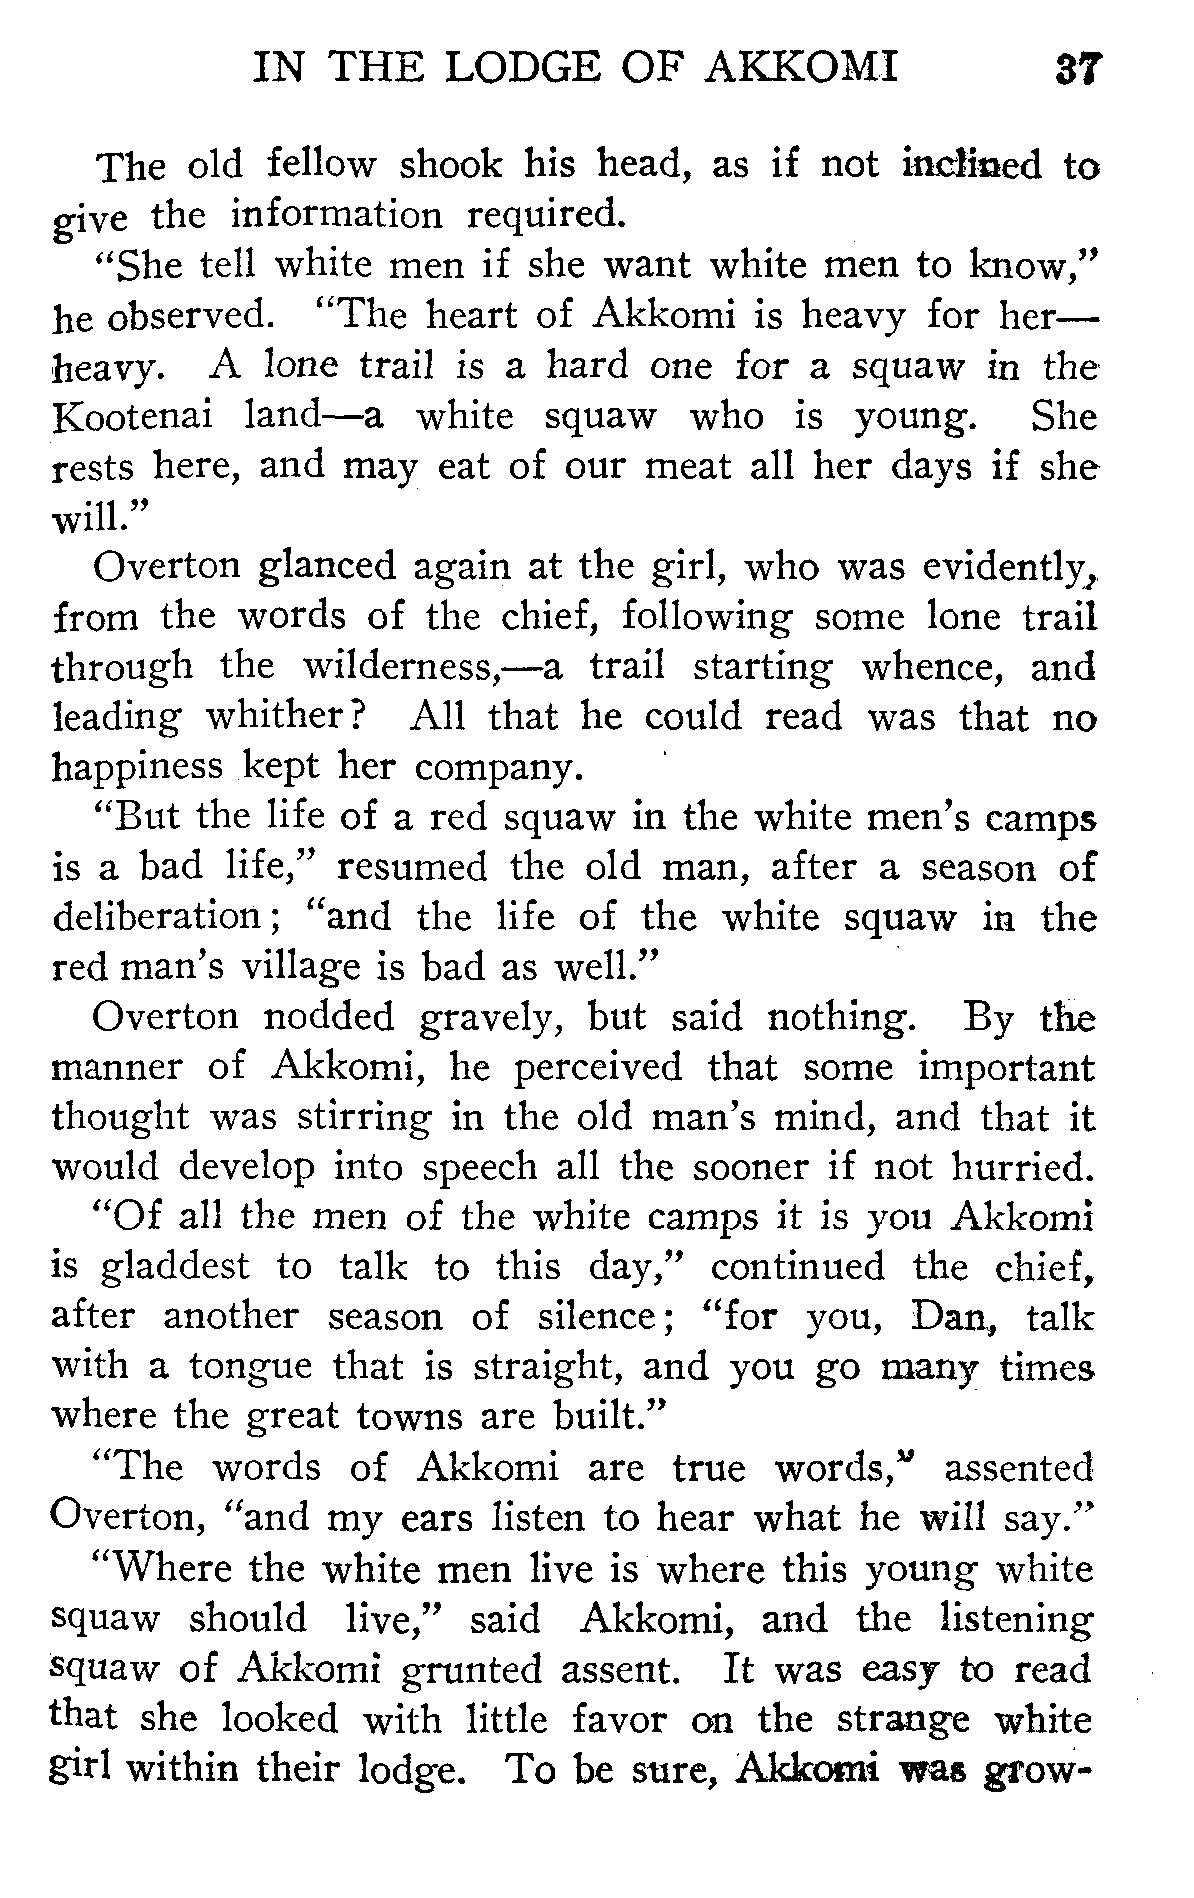 IN THE LODGE OF AKKOMI 37
The old fellow shook his head, as if not inclined to
give the information required.
“She tell white men if she want white men to know,”
he observed. “The heart of Akkomi is heavy for her—
heavy. A lone trail is a hard one for a squaw in the
Kootenai land—a white squaw who is young. She
rests here, and may eat of our meat all her days if she
will.”
Overton glanced again at the girl, who was evidently,
from the words of the chief, following some lone trail
through the wilderness,—a trail starting whence, and
leading whither? All that he could read was that no
happiness kept her company.
“But the life of a red squaw in the white men’s camps
is a bad life,” resumed the old man, after a season of
deliberation; “and the life of the white squaw in the
red man’s village is bad as well.”
Overton nodded gravely, but said nothing. By the
manner of Akkomi, he perceived that some important
thought was stirring in the old man’s mind, and that it
would develop into speech all the sooner if not hurried.
“Of all the men of the white camps it is you Akkomi
is gladdest to talk to this day,” continued the chief,
after another season of silence; “for you, Dan, talk
with a tongue that is straight, and you go many times
where the great towns are built.”
“The words of Akkomi are true words,” assented
Overton, “and my ears listen to hear what he will say.”
“Where the white men live is where this young white
squaw should live,” said Akkomi, and the listening
squaw of Akkomi grunted assent. It was easy to read
that she looked with little favor on the strange white
girl within their lodge. To be sure, Akkomi was grow-